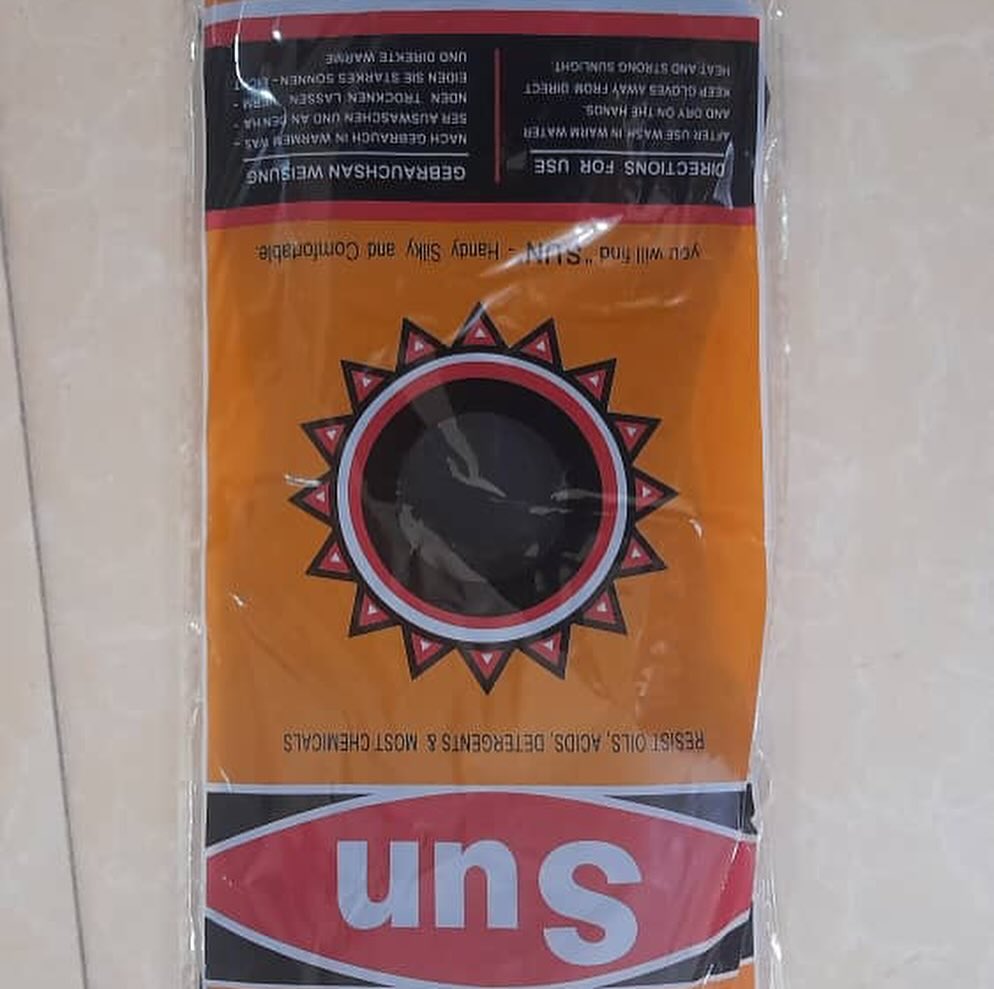 Sun
RESIST OILS, ACIDS, DETERGENTS & MOST CHEMICALS
you will find "SUN" - Handy Silky and Comfortable.
DIRECTIONS FOR USE
AFTER USE WASH IN WARM WATER
AND DRY ON THE HANDS.
KEEP GLOVES AWAY FROM DIRECT
HEAT AND STRONG SUNLIGHT.
GEBRAUCHSAN WEISUNG
NACH GEBRAUCH IN WARMEM WAS -
SER AUSWASCHEN UND AN DEN HA -
NDEN TROCKNEN LASSEN
EIDEN SIE STARKES SONNEN - LICHT
UND DIREKTE WARME